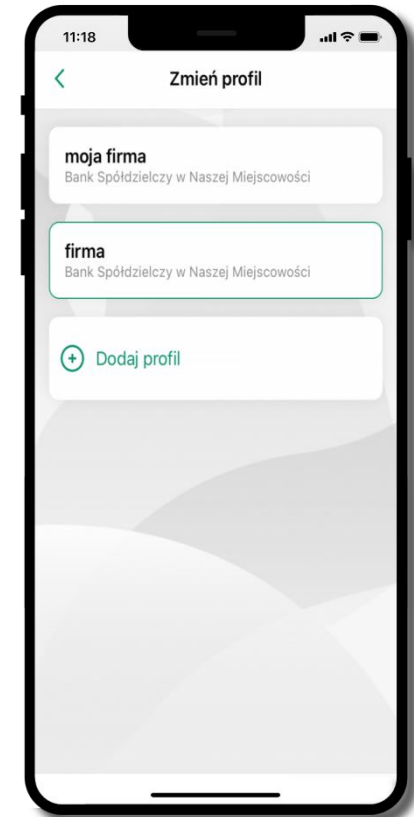 11:18
Zmień profil
moja firma
Bank Spółdzielczy w Naszej Miejscowości
firma
Bank Spółdzielczy w Naszej Miejscowości
Dodaj profil